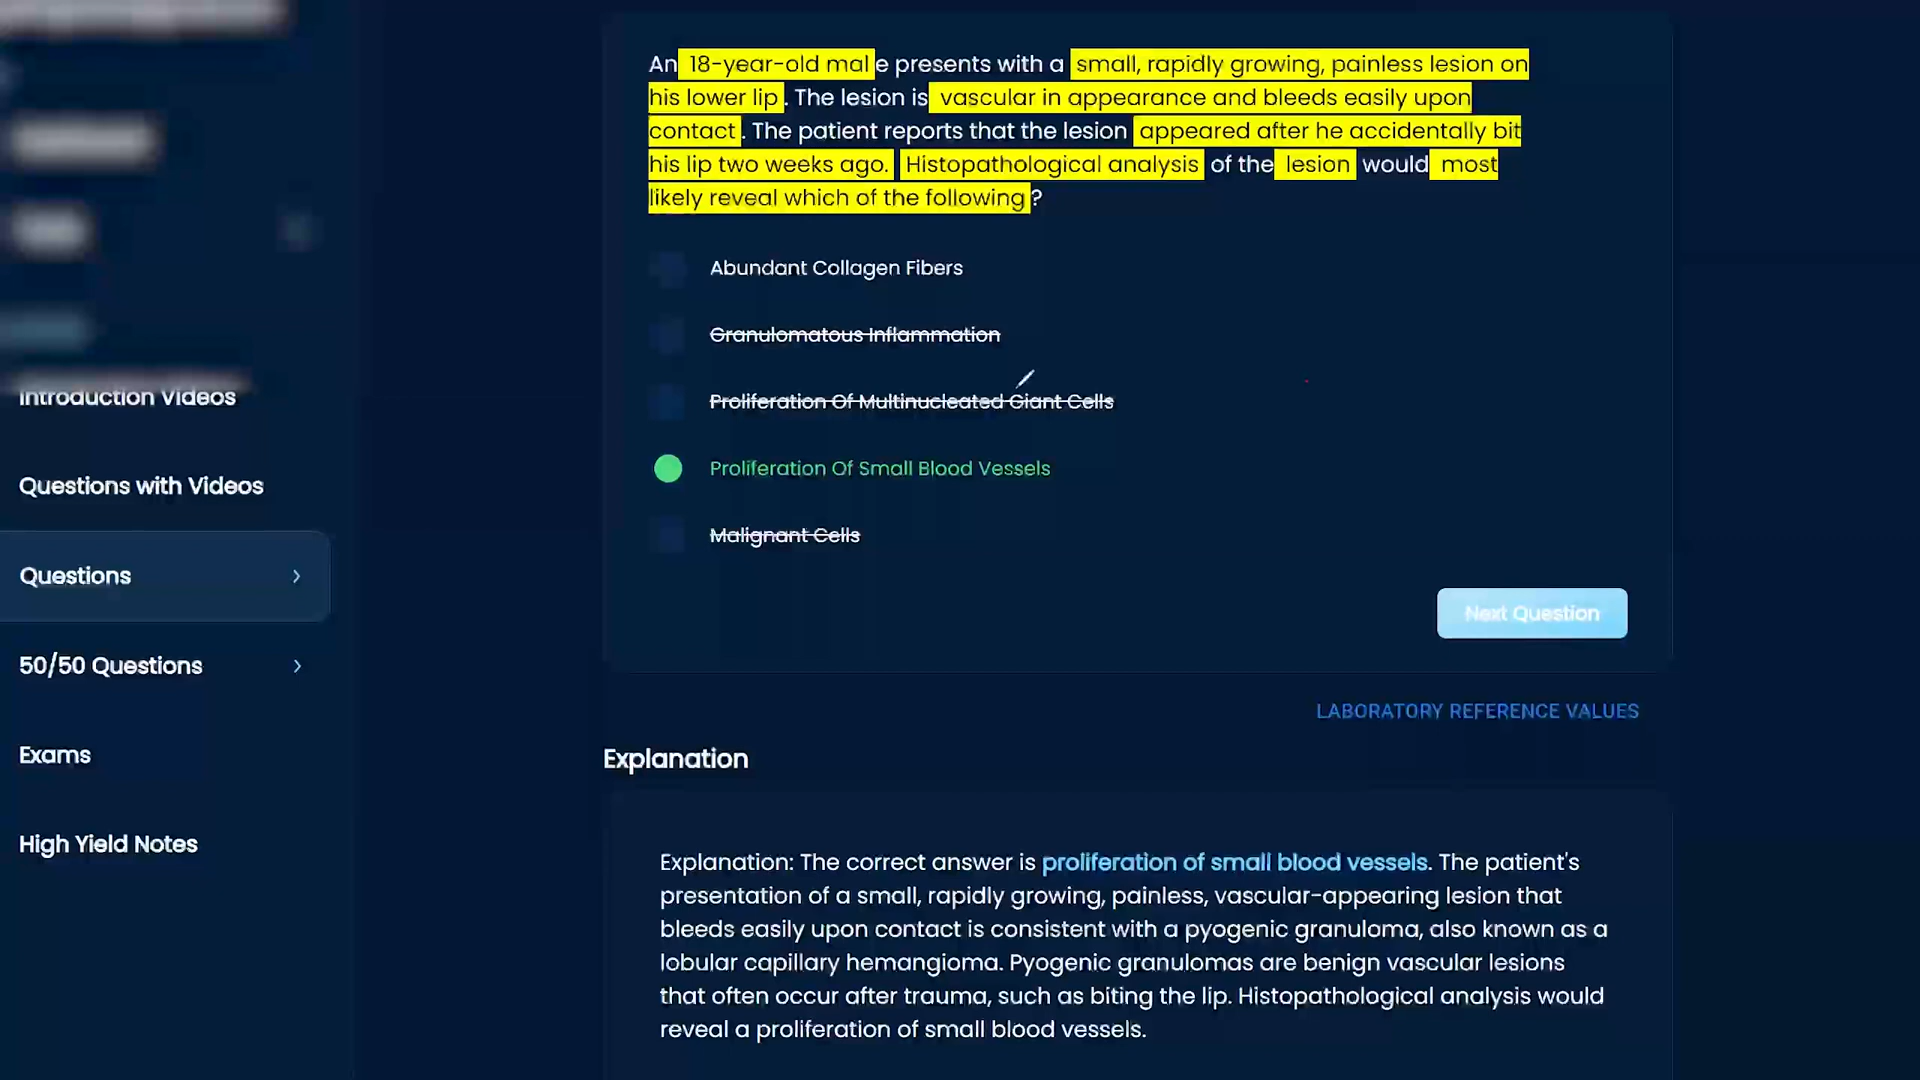 An 18-year-old male presents with a small, rapidly growing, painless lesion on
his lower lip. The lesion is vascular in appearance and bleeds easily upon
contact. The patient reports that the lesion appeared after he accidentally bit
his lip two weeks ago. Histopathological analysis of the lesion would most
likely reveal which of the following?
Abundant Collagen Fibers
Granulomatous Inflammation
Proliferation Of Multinucleated Giant Cells
Proliferation Of Small Blood Vessels
Malignant Cells
Next Question
LABORATORY REFERENCE VALUES
Introduction Videos
Questions with Videos
Questions
50/50 Questions
Exams
High Yield Notes
Explanation
Explanation: The correct answer is proliferation of small blood vessels. The patient's
presentation of a small, rapidly growing, painless, vascular-appearing lesion that
bleeds easily upon contact is consistent with a pyogenic granuloma, also known as a
lobular capillary hemangioma. Pyogenic granulomas are benign vascular lesions
that often occur after trauma, such as biting the lip. Histopathological analysis would
reveal a proliferation of small blood vessels.